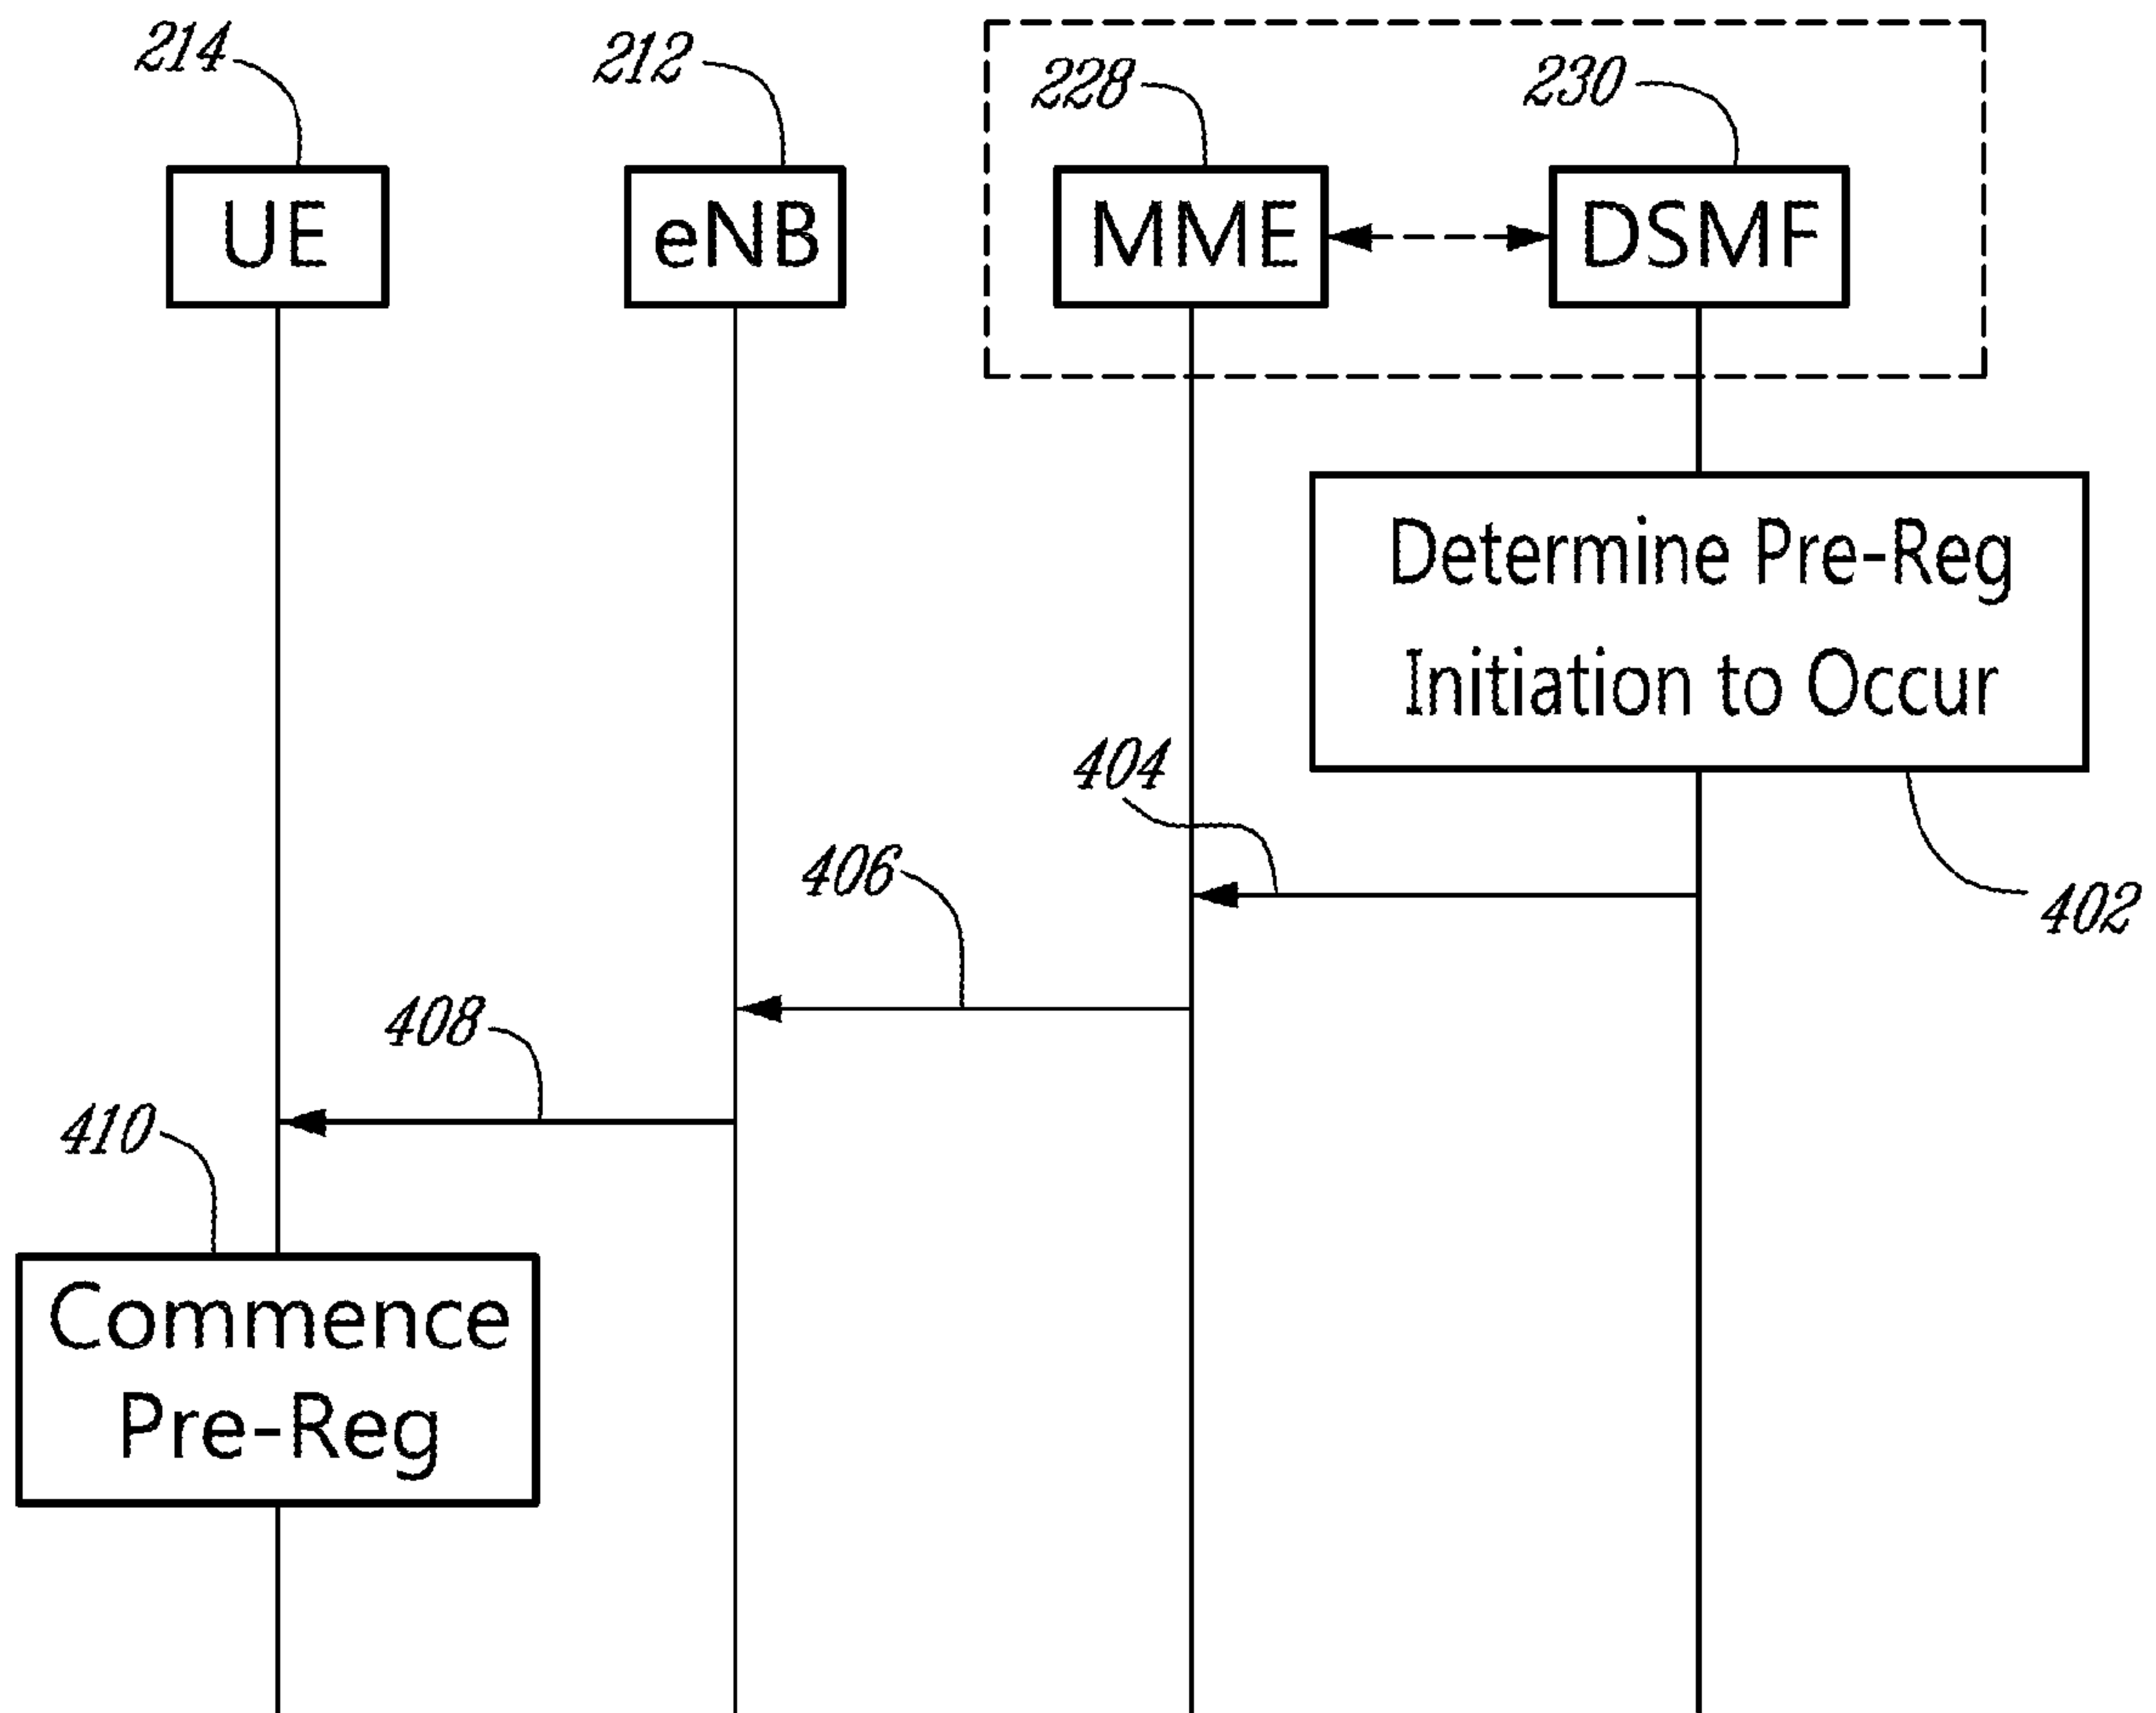 214
212
228
230
UE
eNB
MME
DSMF
Determine Pre-Reg
Initiation to Occur
404
406
402
408
410
Commence
Pre-Reg